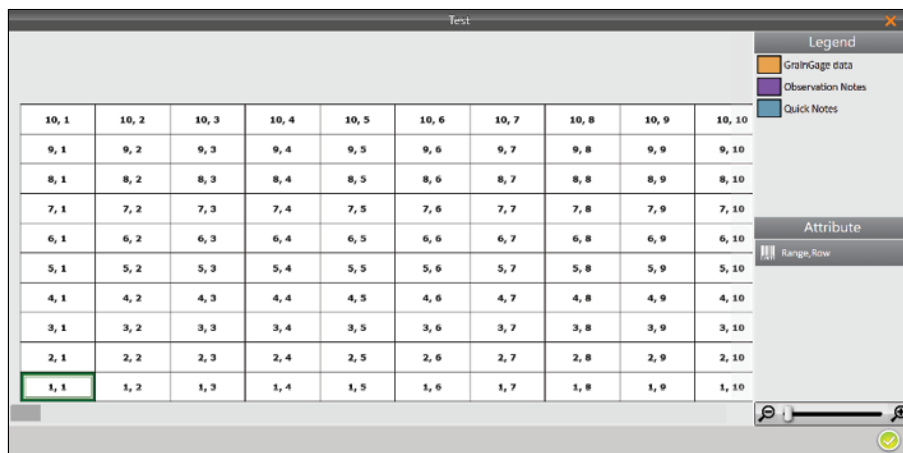 Test
Legend
GrainGage data
Observation Notes
Quick Notes
10, 1 10, 2 10, 3 10, 4 10, 5 10, 6 10, 7 10, 8 10, 9 10, 10
9, 1 9, 2 9, 3 9, 4 9, 5 9, 6 9, 7 9, 8 9, 9 9, 10
8, 1 8, 2 8, 3 8, 4 8, 5 8, 6 8, 7 8, 8 8, 9 8, 10
7, 1 7, 2 7, 3 7, 4 7, 5 7, 6 7, 7 7, 8 7, 9 7, 10
6, 1 6, 2 6, 3 6, 4 6, 5 6, 6 6, 7 6, 8 6, 9 6, 10
5, 1 5, 2 5, 3 5, 4 5, 5 5, 6 5, 7 5, 8 5, 9 5, 10
4, 1 4, 2 4, 3 4, 4 4, 5 4, 6 4, 7 4, 8 4, 9 4, 10
3, 1 3, 2 3, 3 3, 4 3, 5 3, 6 3, 7 3, 8 3, 9 3, 10
2, 1 2, 2 2, 3 2, 4 2, 5 2, 6 2, 7 2, 8 2, 9 2, 10
1, 1 1, 2 1, 3 1, 4 1, 5 1, 6 1, 7 1, 8 1, 9 1, 10
Attribute
Range,Row